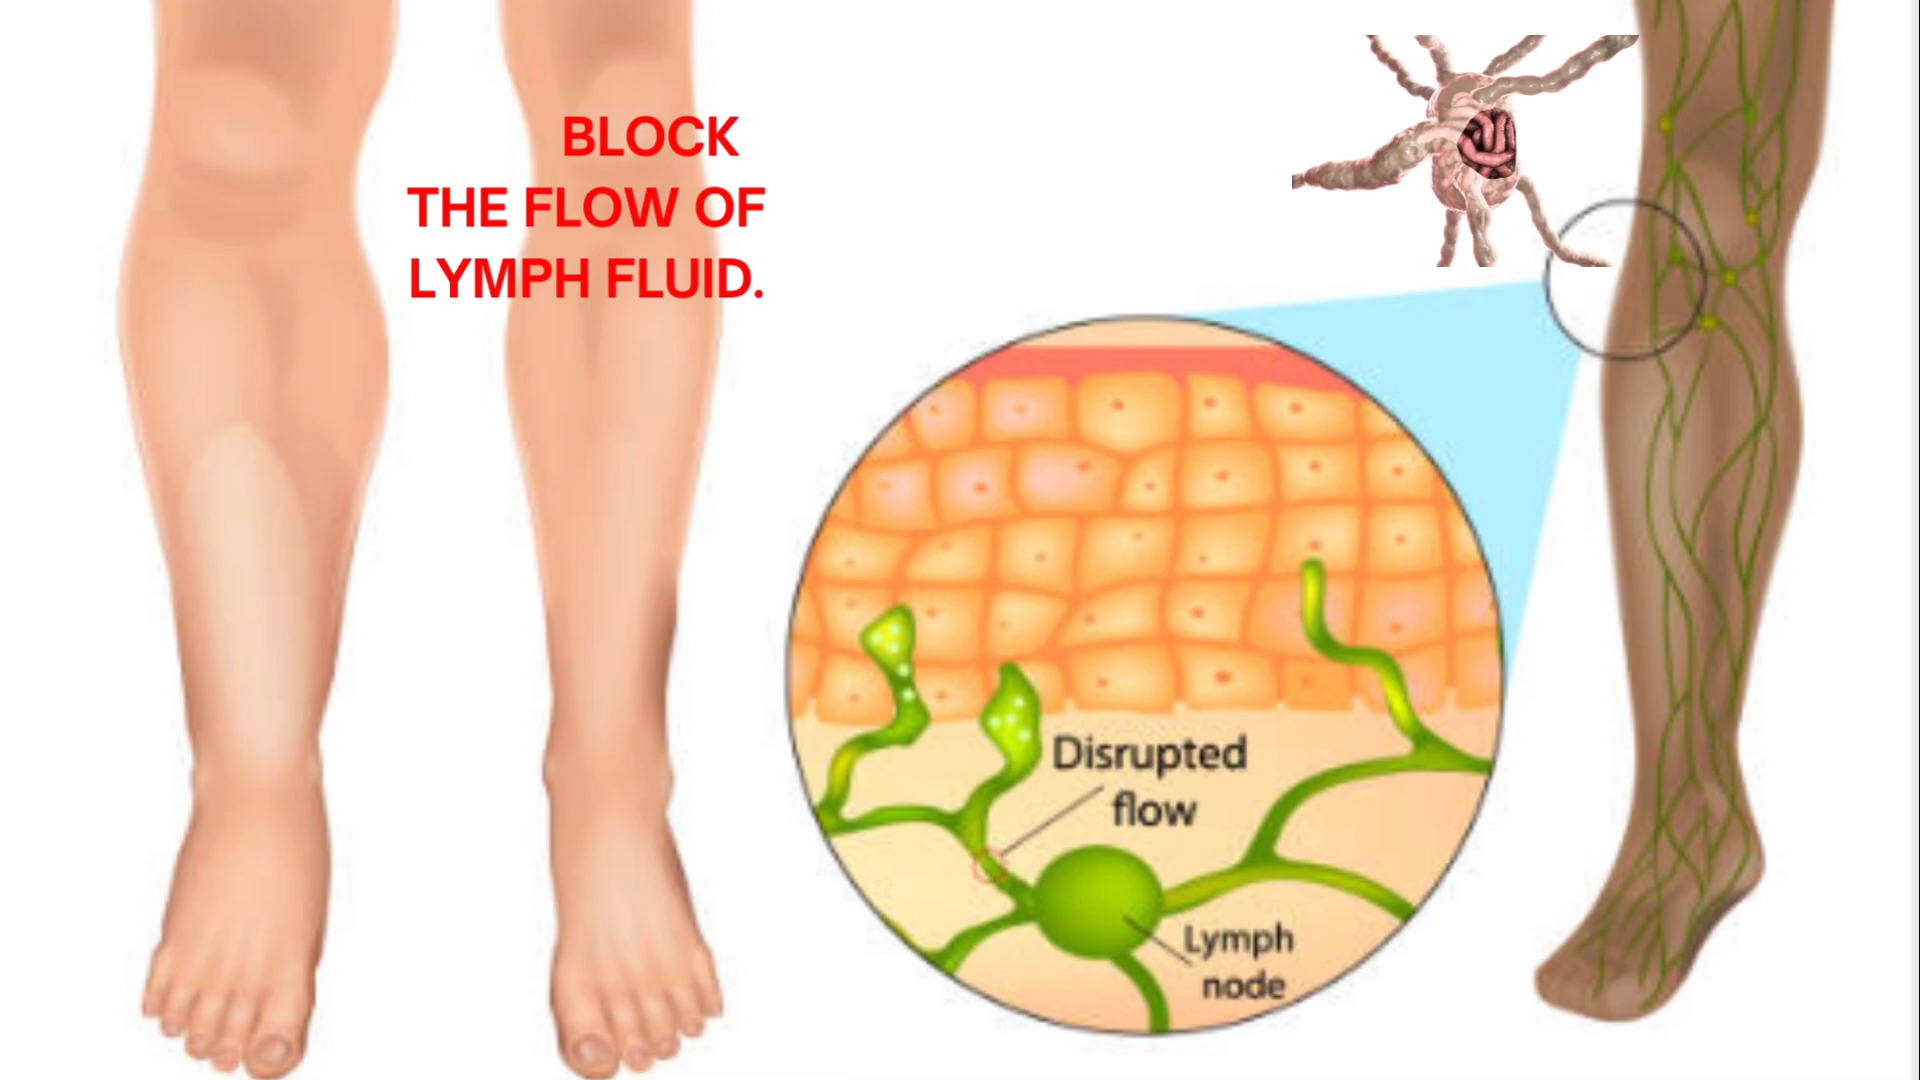 BLOCK
THE FLOW OF
LYMPH FLUID.
Disrupted
flow
Lymph
node